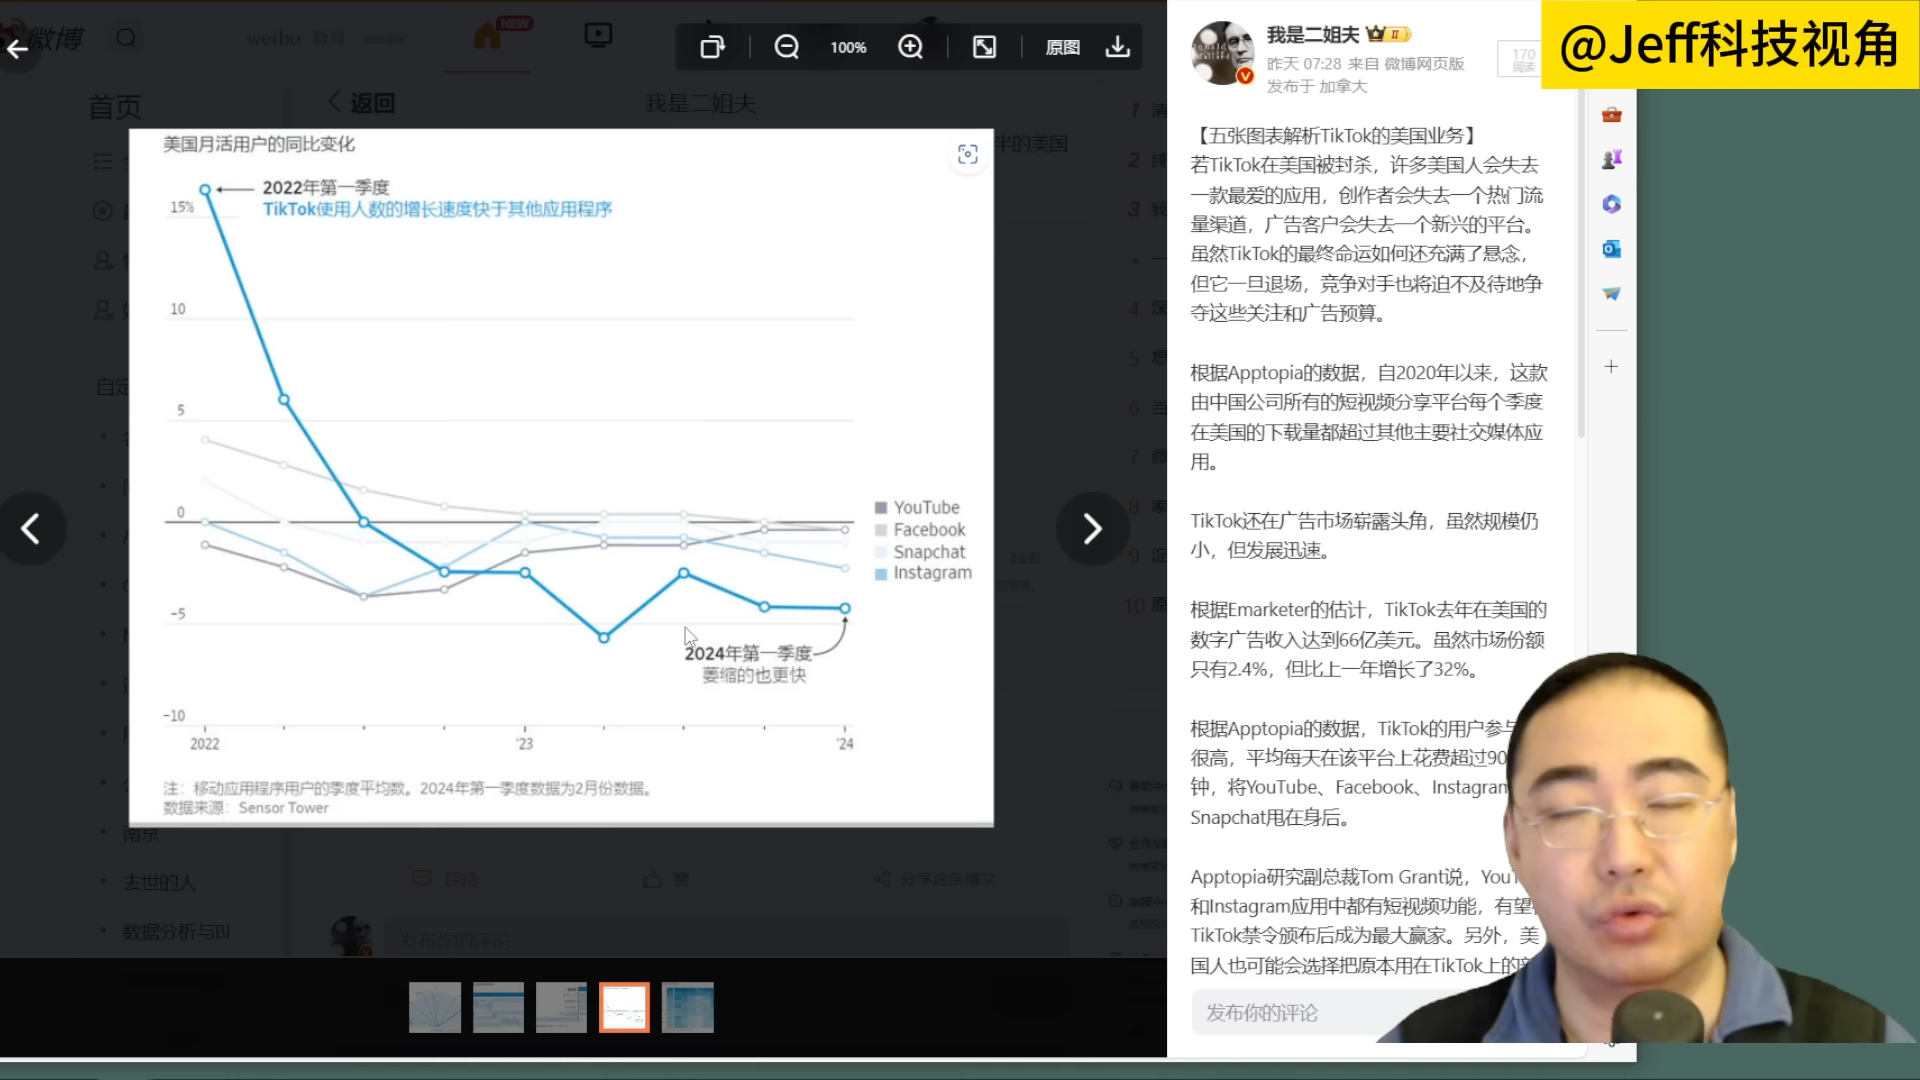 微博
weibo
NEW
100%
原图
首页
返回
我是二姐夫
美国月活用户的同比变化
2022年第一季度
TikTok使用人数的增长速度快于其他应用程序
15%
10
5
0
-5
-10
2022
'23
'24
YouTube
Facebook
Snapchat
Instagram
2024年第一季度
萎缩的也更快
注：移动应用程序用户的季度平均数。2024年第一季度数据为2月份数据。
数据来源：Sensor Tower
南京
去世的人
数据分析与BI
评论
赞
分享这条博文
发布你的评论
我是二姐夫
II
昨天 07:28 来自 微博网页版
发布于 加拿大
170
阅读
@Jeff科技视角
【五张图表解析TikTok的美国业务】
若TikTok在美国被封杀，许多美国人会失去
一款最爱的应用，创作者会失去一个热门流
量渠道，广告客户会失去一个新兴的平台。
虽然TikTok的最终命运如何还充满了悬念，
但它一旦退场，竞争对手也将迫不及待地争
夺这些关注和广告预算。
根据Apptopia的数据，自2020年以来，这款
由中国公司所有的短视频分享平台每个季度
在美国的下载量都超过其他主要社交媒体应
用。
TikTok还在广告市场崭露头角，虽然规模仍
小，但发展迅速。
根据Emarketer的估计，TikTok去年在美国的
数字广告收入达到66亿美元。虽然市场份额
只有2.4%，但比上一年增长了32%。
根据Apptopia的数据，TikTok的用户参与
很高，平均每天在该平台上花费超过90
钟，将YouTube、Facebook、Instagram
Snapchat甩在身后。
Apptopia研究副总裁Tom Grant说，YouT
和Instagram应用中都有短视频功能，有望
TikTok禁令颁布后成为最大赢家。另外，美
国人也可能会选择把原本用在TikTok上的
发布你的评论